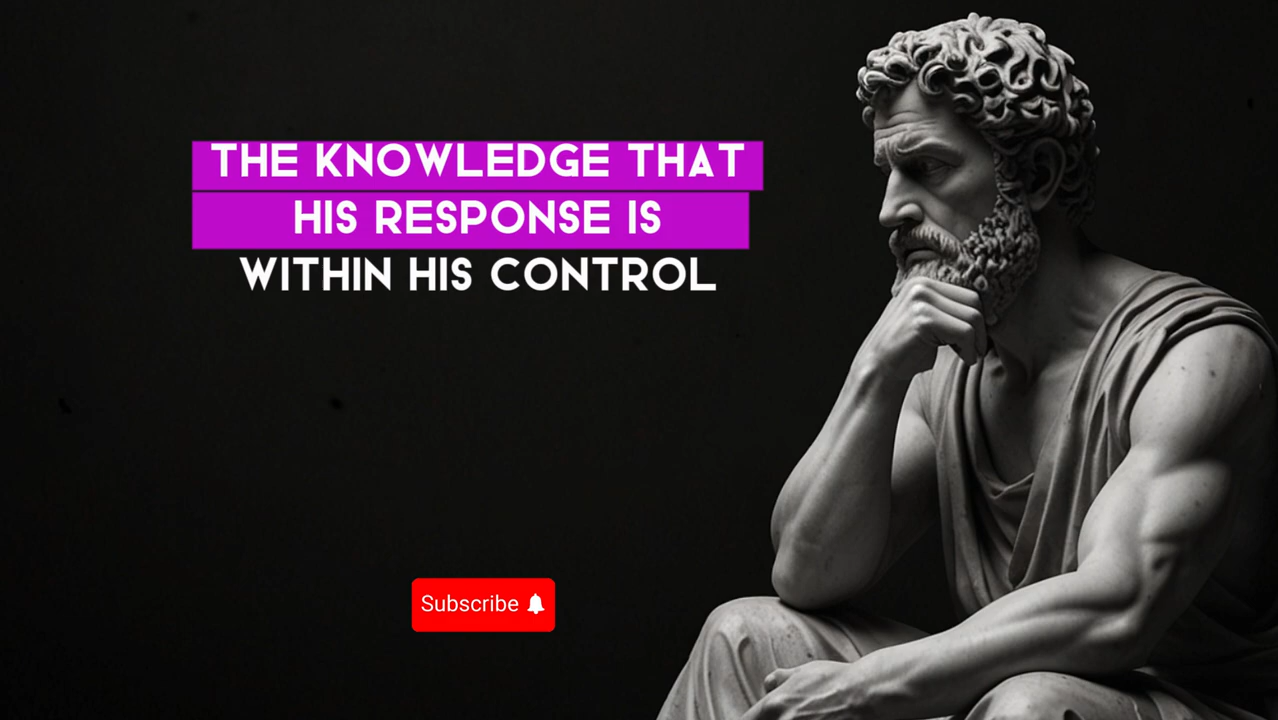 THE KNOWLEDGE THAT
HIS RESPONSE IS
WITHIN HIS CONTROL
Subscribe